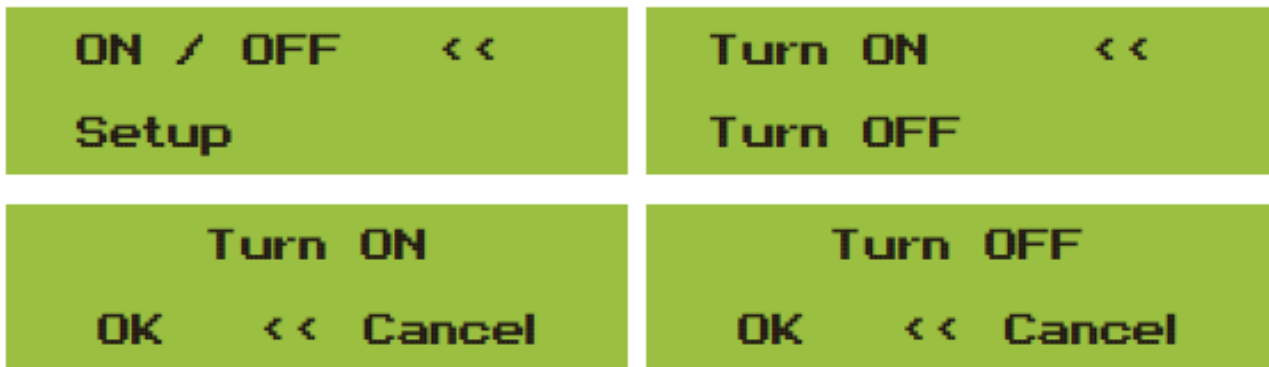 ON / OFF <<
Setup
Turn ON <<
Turn OFF
Turn ON
OK << Cancel
Turn OFF
OK << Cancel